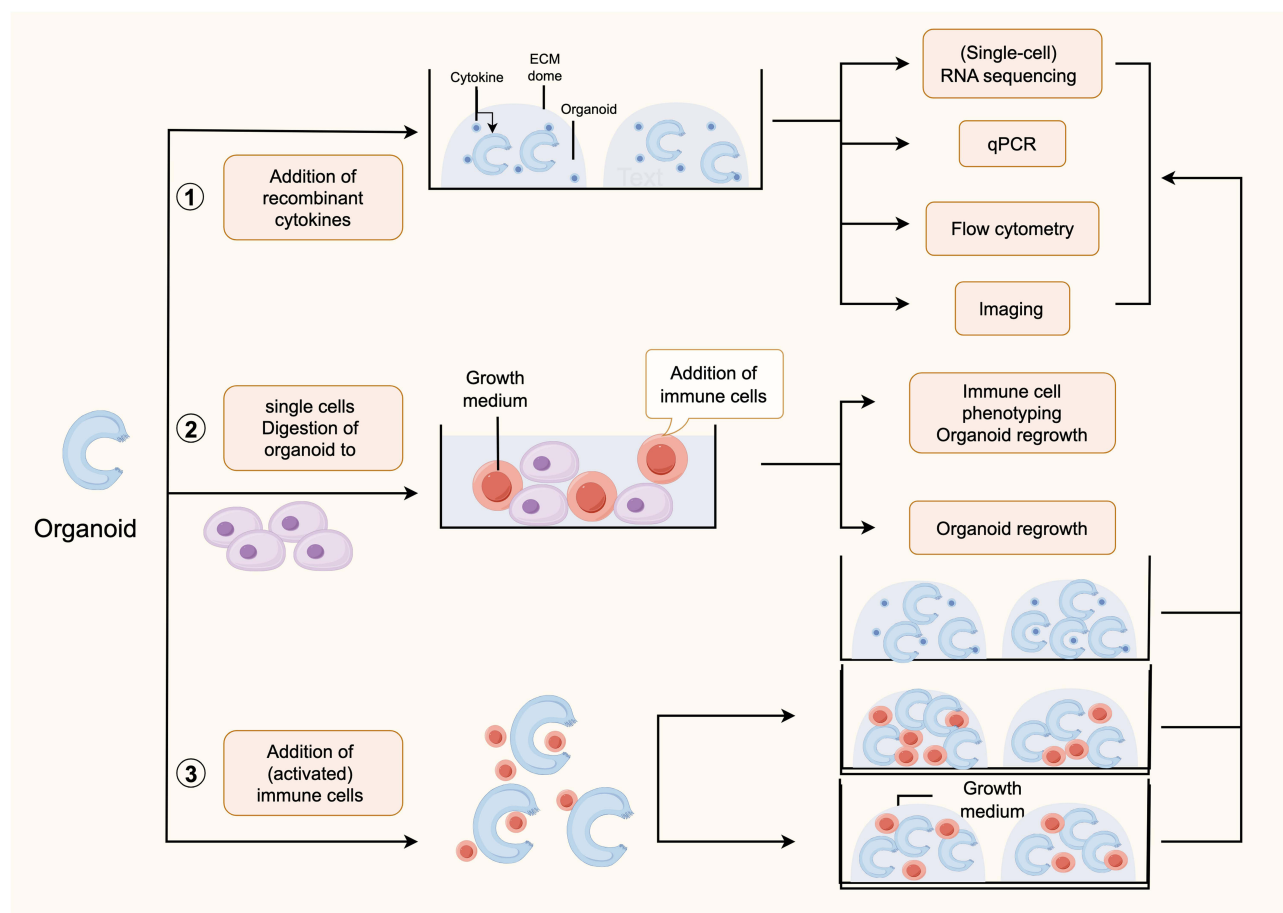 Cytokine
ECM
dome
Organoid
Text
①
Addition of
recombinant
cytokines
(Single-cell)
RNA sequencing
qPCR
Flow cytometry
Imaging
Organoid
②
single cells
Digestion of
organoid to
Growth
medium
Addition of
immune cells
Immune cell
phenotyping
Organoid regrowth
Organoid regrowth
③
Addition of
(activated)
immune cells
Growth
medium